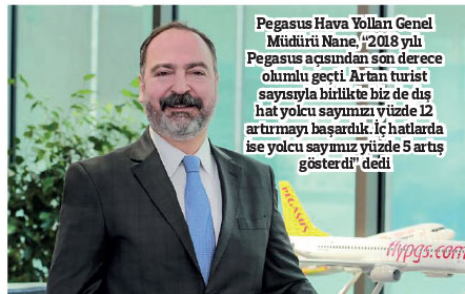 Pegasus Hava Yolları Genel
Müdürü Nane, “2018 yılı
Pegasus açısından son derece
olumlu geçti. Artan turist
sayısıyla birlikte biz de dış
hat yolcu sayımızı yüzde 12
artırmayı başardık. İç hatlarda
ise yolcu sayımız yüzde 5 artış
gösterdi” dedi
PEGASUS
flypgs.com